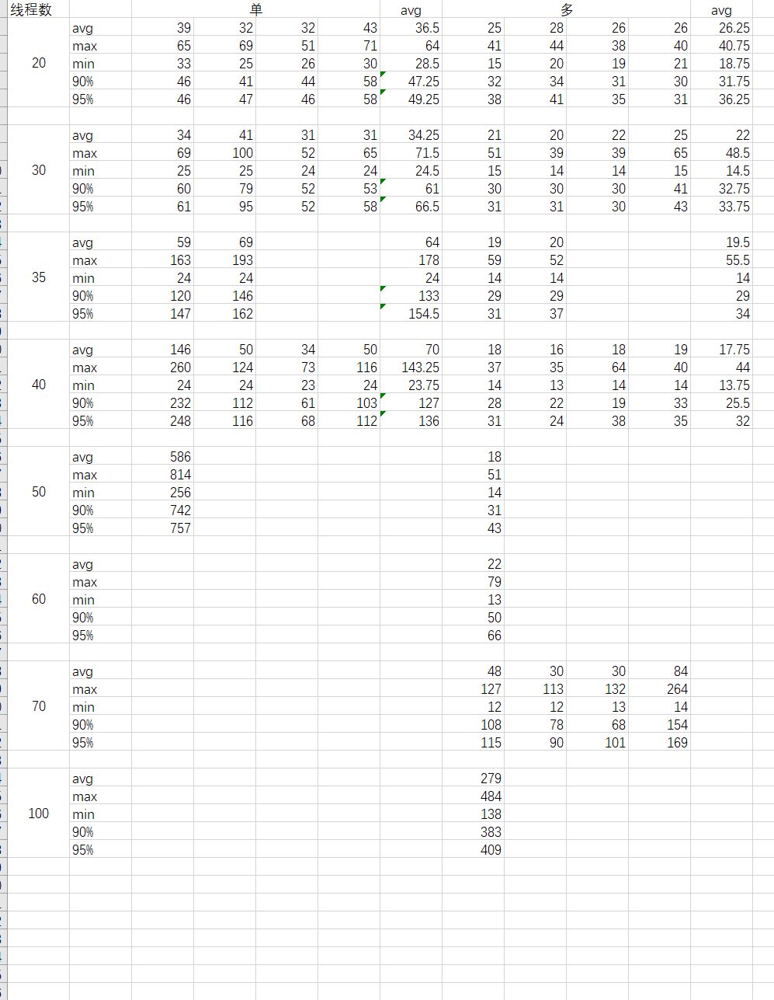 线程数 单 avg 多 avg
avg 39 32 32 43 36.5 25 28 26 26 26.25
max 65 69 51 71 64 41 44 38 40 40.75
20 min 33 25 26 30 28.5 15 20 19 21 18.75
90% 46 41 44 58 47.25 32 34 31 30 31.75
95% 46 47 46 58 49.25 38 41 35 31 36.25
avg 34 41 31 31 34.25 21 20 22 25 22
max 69 100 52 65 71.5 51 39 39 65 48.5
30 min 25 25 24 24 24.5 15 14 14 15 14.5
90% 60 79 52 53 61 30 30 30 41 32.75
95% 61 95 52 58 66.5 31 31 30 43 33.75
avg 59 69 64 19 20 19.5
max 163 193 178 59 52 55.5
35 min 24 24 24 14 14 14
90% 120 146 133 29 29 29
95% 147 162 154.5 31 37 34
avg 146 50 34 50 70 18 16 18 19 17.75
max 260 124 73 116 143.25 37 35 64 40 44
40 min 24 24 23 24 23.75 14 13 14 14 13.75
90% 232 112 61 103 127 28 22 19 33 25.5
95% 248 116 68 112 136 31 24 38 35 32
avg 586 18
max 814 51
50 min 256 14
90% 742 31
95% 757 43
avg 22
max 79
60 min 13
90% 50
95% 66
avg 48 30 30 84
max 127 113 132 264
70 min 12 12 13 14
90% 108 78 68 154
95% 115 90 101 169
avg 279
max 484
100 min 138
90% 383
95% 409